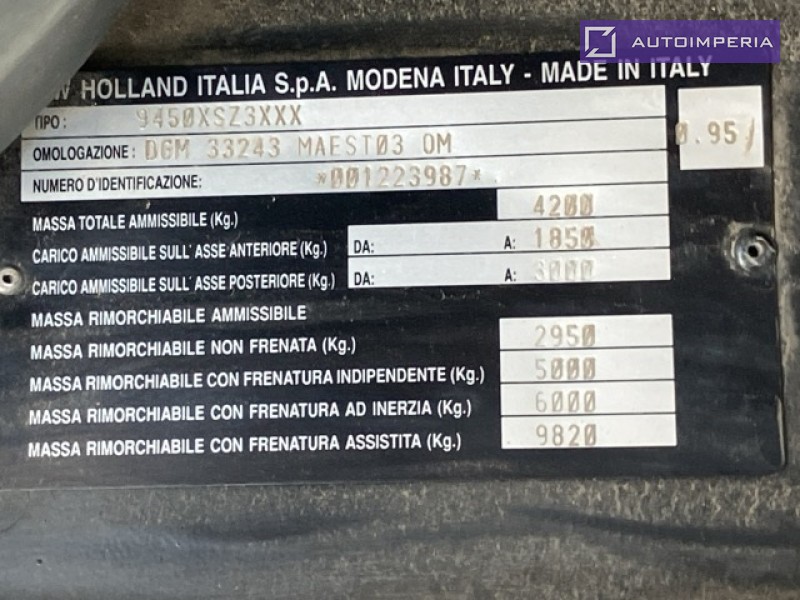 AUTOIMPERIA
HOLLAND ITALIA S.p.A. MODENA ITALY - MADE IN ITALY
TIPO: 9450XSZ3XXX
0.95/
OMOLOGAZIONE: DGM 33243 MAEST03 OM
NUMERO D'IDENTIFICAZIONE: *001223987*
MASSA TOTALE AMMISSIBILE (Kg.) 4200
CARICO AMMISSIBILE SULL' ASSE ANTERIORE (Kg.) DA: A: 1850
CARICO AMMISSIBILE SULL' ASSE POSTERIORE (Kg.) DA: A: 3000
MASSA RIMORCHIABILE AMMISSIBILE
MASSA RIMORCHIABILE NON FRENATA (Kg.) 2950
MASSA RIMORCHIABILE CON FRENATURA INDIPENDENTE (Kg.) 5000
MASSA RIMORCHIABILE CON FRENATURA AD INERZIA (Kg.) 6000
MASSA RIMORCHIABILE CON FRENATURA ASSISTITA (Kg.) 9820